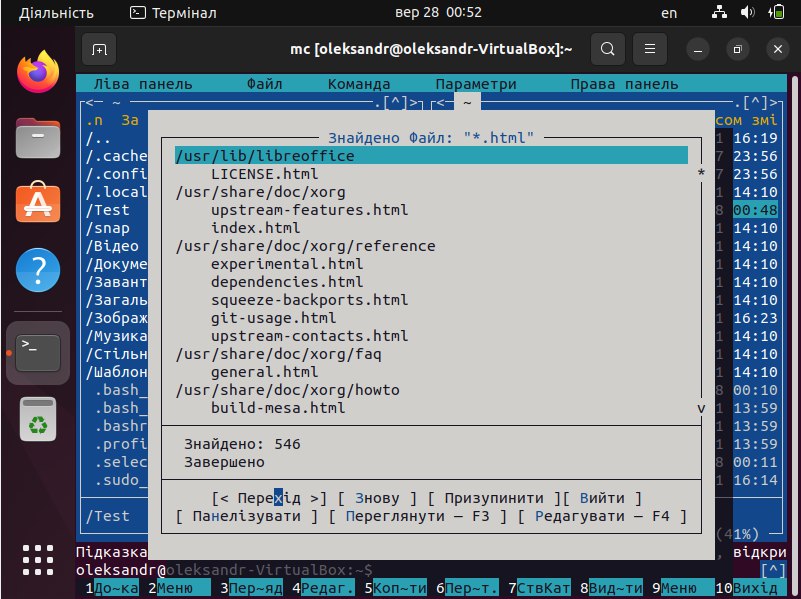 Діяльність Термінал вер 28 00:52 en
mc [oleksandr@oleksandr-VirtualBox]:~
Ліва панель Файл Команда Параметри Права панель
<─ ~ .[^]> <─ ~ .[^]>
.n За сом змі
/.. 1 16:19
/.cache 7 23:56
/.confi 7 23:56
/.local 1 14:10
/Test 8 00:48
/snap 1 14:10
/Відео 1 14:10
/Докуме 1 14:10
/Завант 1 14:10
/Загаль 1 14:10
/Зображ 1 16:23
/Музика 1 14:10
/Стільн 1 14:10
/Шаблон 1 14:10
.bash_ 8 00:10
.bash_ 1 13:59
.bashr 1 13:59
.profi 1 13:59
.selec 8 00:11
.sudo_ 1 16:14
/Test
(41%)
Знайдено Файл: "*.html"
/usr/lib/libreoffice
LICENSE.html
/usr/share/doc/xorg
upstream-features.html
index.html
/usr/share/doc/xorg/reference
experimental.html
dependencies.html
squeeze-backports.html
git-usage.html
upstream-contacts.html
/usr/share/doc/xorg/faq
general.html
/usr/share/doc/xorg/howto
build-mesa.html
Знайдено: 546
Завершено
[< Перехід >] [ Знову ] [ Призупинити ][ Вийти ]
[ Панелізувати ] [ Переглянути – F3 ] [ Редагувати – F4 ]
Підказка , відкри
oleksandr@oleksandr-VirtualBox:~$ [^]
1До~ка 2Меню 3Пер~яд 4Редаг. 5Коп~ти 6Пер~т. 7СтвКат 8Вид~ти 9Меню 10Вихід